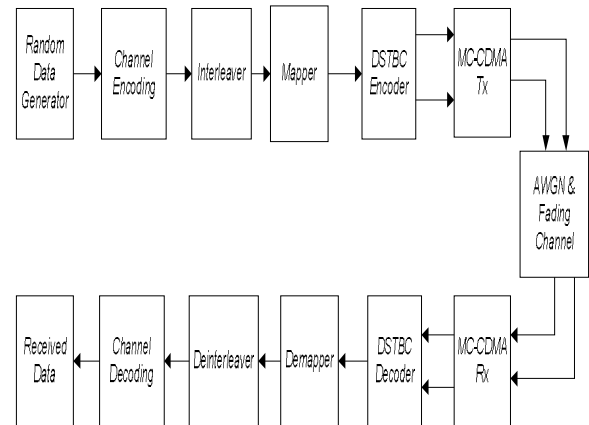 Random
Data
Generator
Channel
Encoding
Interleaver
Mapper
DSTBC
Encoder
MC-CDMA
Tx
AWGN &
Fading
Channel
Received
Data
Channel
Decoding
Deinterleaver
Demapper
DSTBC
Decoder
MC-CDMA
Rx